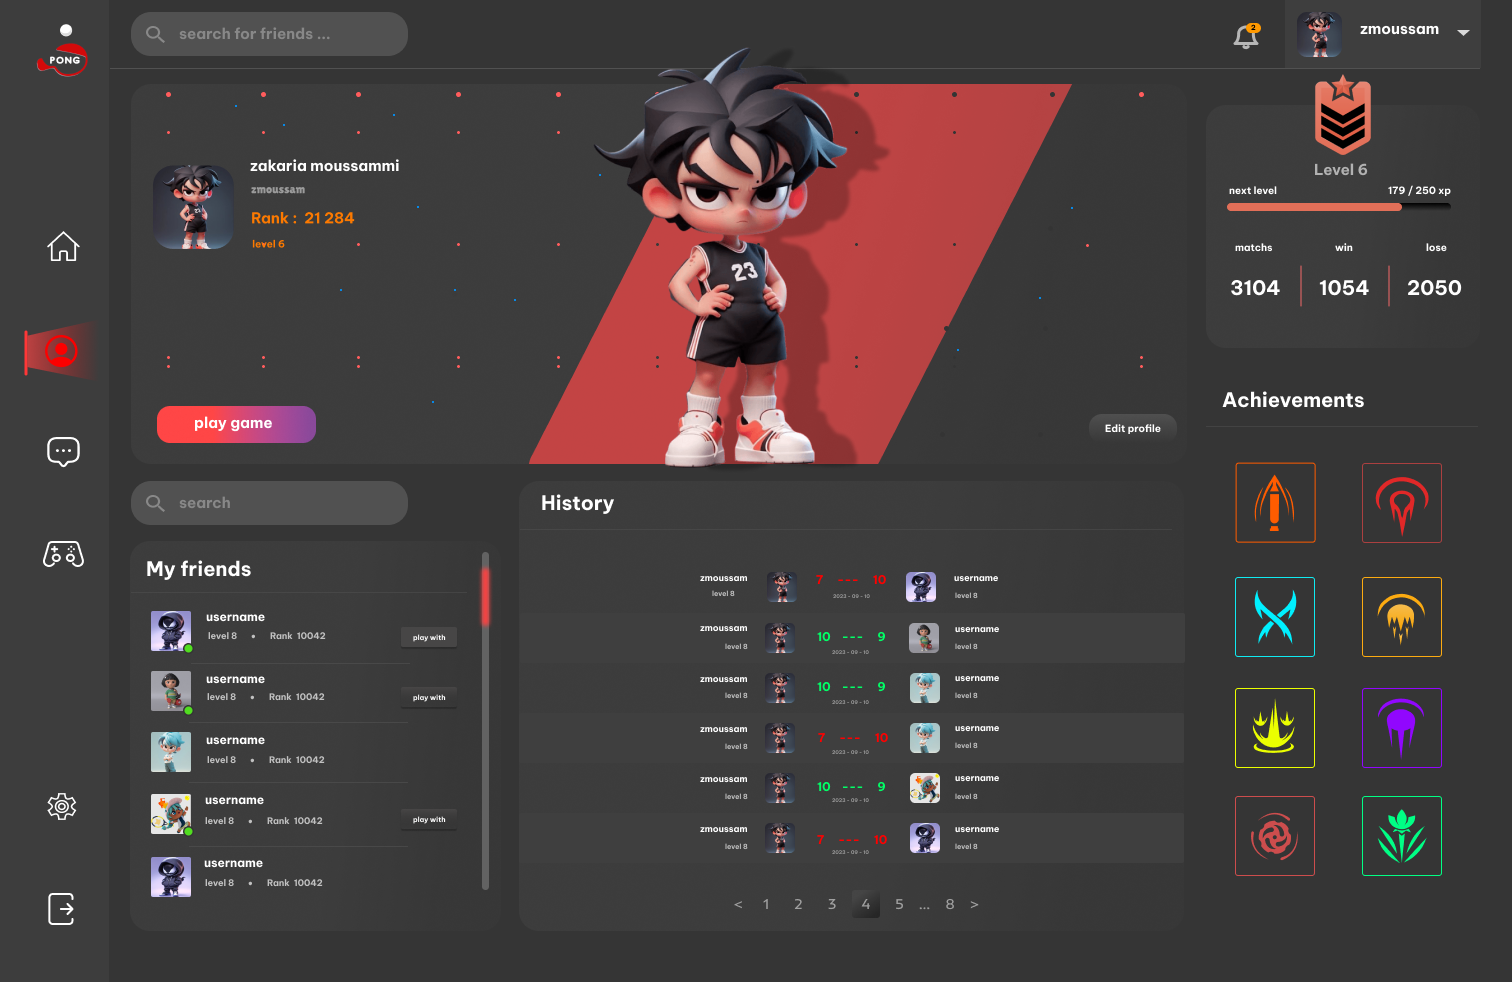 PONG
search for friends ...
2
zmoussam
zakaria moussammi
zmoussam
Rank : 21 284
level 6
23
play game
Edit profile
Level 6
next level 179 / 250 xp
matchs win lose
3104 1054 2050
Achievements
search
My friends
username
level 8 • Rank 10042
play with
username
level 8 • Rank 10042
play with
username
level 8 • Rank 10042
username
level 8 • Rank 10042
play with
username
level 8 • Rank 10042
History
zmoussam 7 --- 10 username
level 8 2023 - 09 - 10 level 8
zmoussam 10 --- 9 username
level 8 2023 - 09 - 10 level 8
zmoussam 10 --- 9 username
level 8 2023 - 09 - 10 level 8
zmoussam 7 --- 10 username
level 8 2023 - 09 - 10 level 8
zmoussam 10 --- 9 username
level 8 2023 - 09 - 10 level 8
zmoussam 7 --- 10 username
level 8 2023 - 09 - 10 level 8
< 1 2 3 4 5 ... 8 >